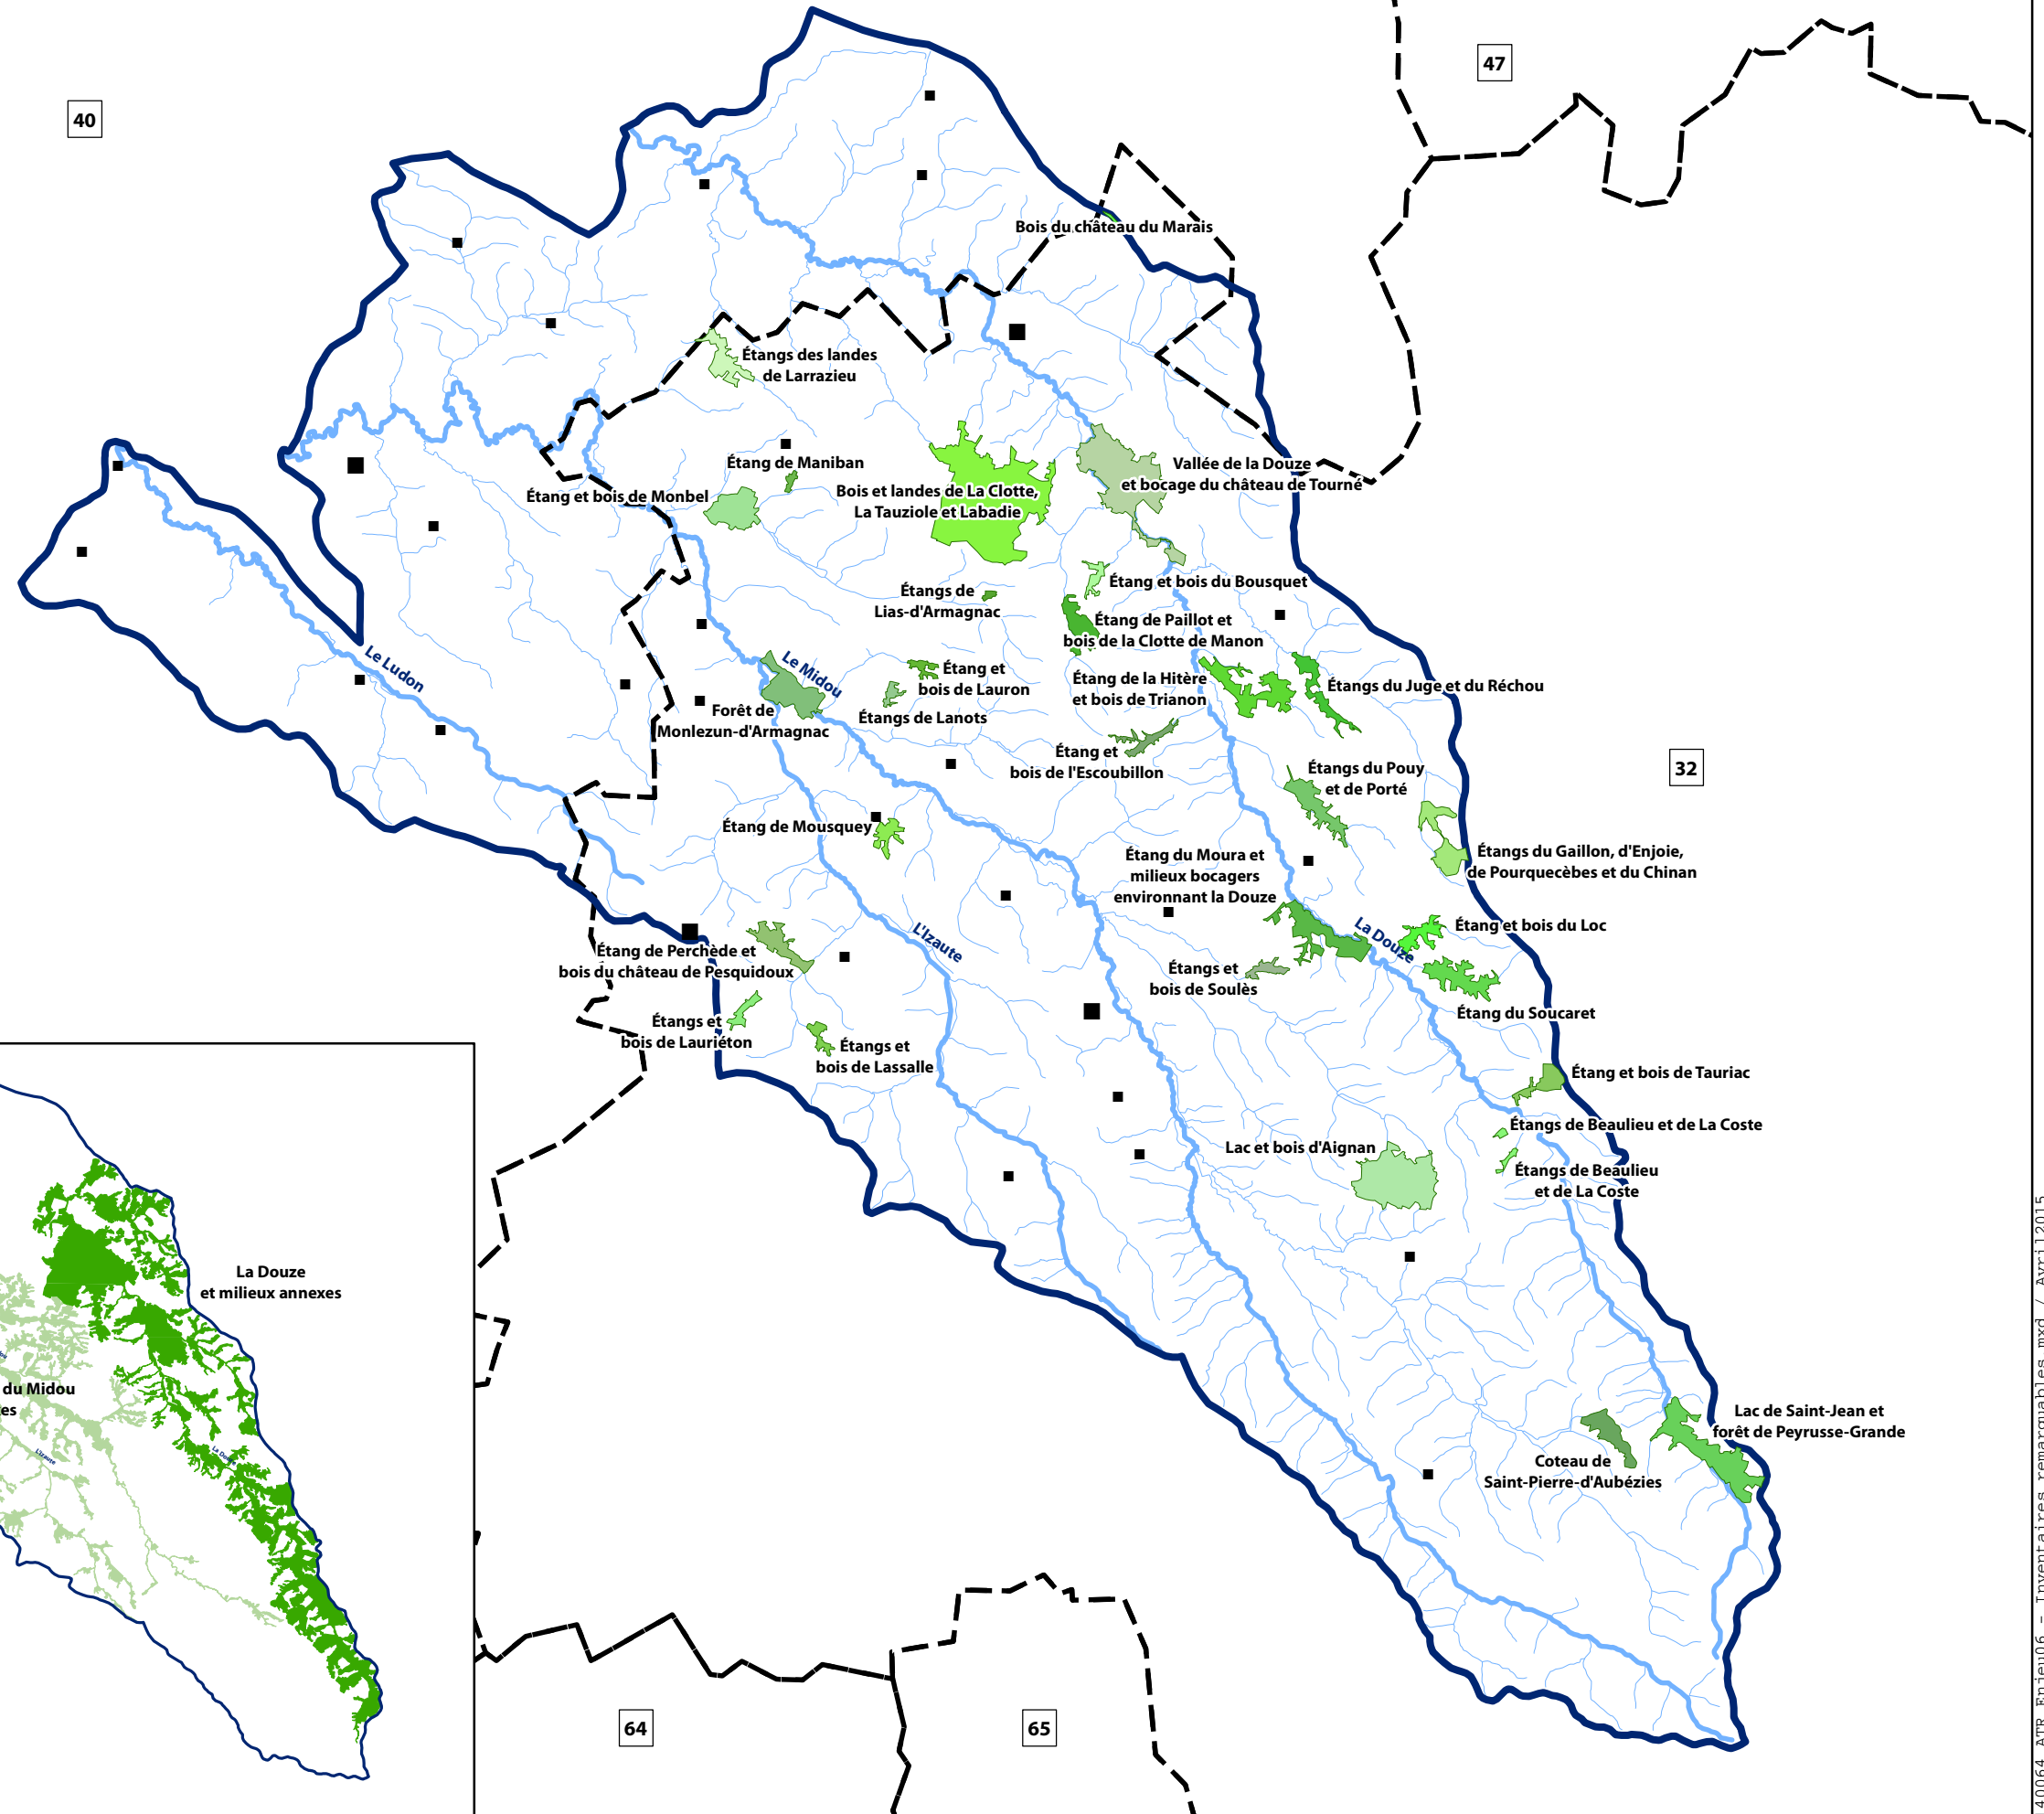 47
40
Bois du château du Marais
Étangs des landes
de Larrazieu
Étang de Maniban
Étang et bois de Monbel
Bois et landes de La Clotte,
La Tauziole et Labadie
Vallée de la Douze
et bocage du château de Tourné
Étang et bois du Bousquet
Étangs de
Lias-d'Armagnac
Étang de Paillot et
bois de la Clotte de Manon
Le Ludon
Le Midou
Étang et
bois de Lauron
Étang de la Hitère
et bois de Trianon
Étangs du Juge et du Réchou
Forêt de
Monlezun-d'Armagnac
Étangs de Lanots
Étang et
bois de l'Escoubillon
32
Étangs du Pouy
et de Porté
Étang de Mousquey
Étang du Moura et
milieux bocagers
environnant la Douze
Étangs du Gaillon, d'Enjoie,
de Pourquecèbes et du Chinan
L'Izaute
La Douze
Étang et bois du Loc
Étang de Perchède et
bois du château de Pesquidoux
Étangs et
bois de Soulès
Étang du Soucaret
Étangs et
bois de Lauriéton
Étangs et
bois de Lassalle
Étang et bois de Tauriac
Étangs de Beaulieu et de La Coste
Lac et bois d'Aignan
Étangs de Beaulieu
et de La Coste
La Douze
et milieux annexes
du Midou
es
L'Izaute
La Douze
Lac de Saint-Jean et
forêt de Peyrusse-Grande
Coteau de
Saint-Pierre-d'Aubézies
64
65
40064_ATR_Enjeu06 - Inventaires remarquables.mxd / Avril 2015